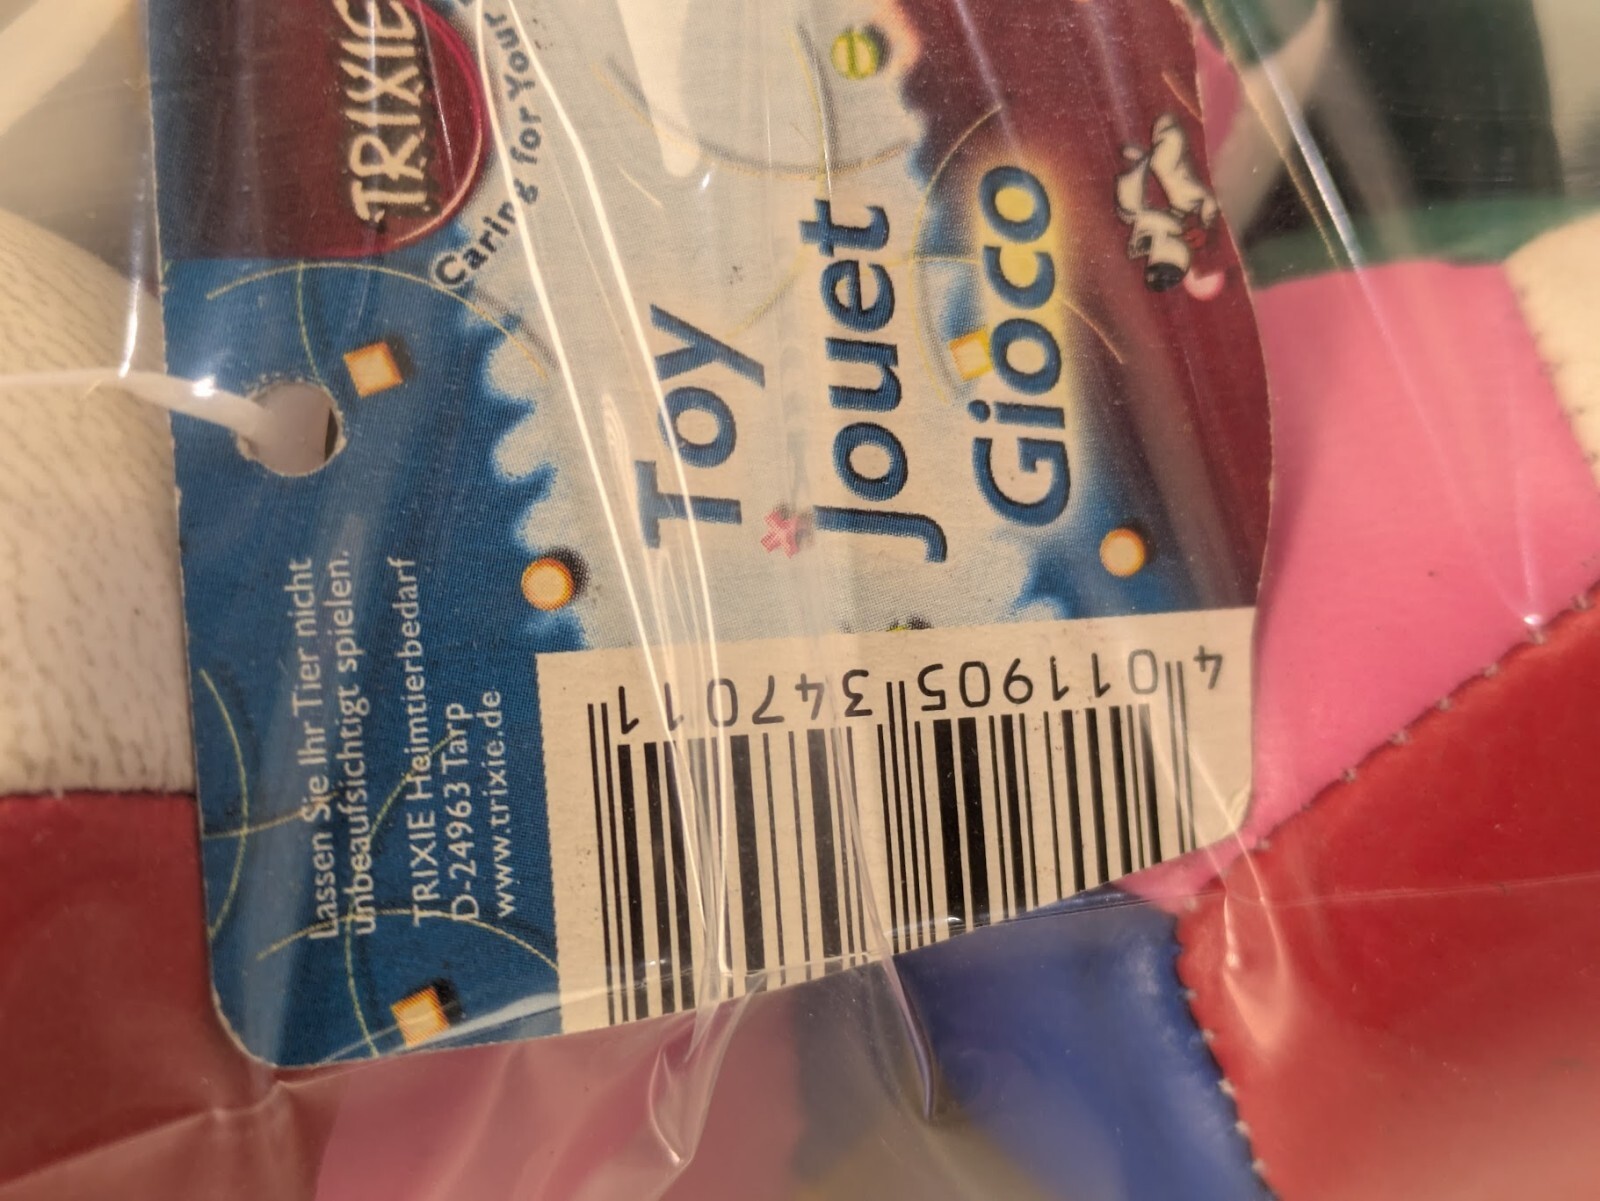 TRIXIE
Caring for Your
Toy
Jouet
Gioco
Lassen Sie Ihr Tier nicht
unbeaufsichtigt spielen.
TRIXIE Heimtierbedarf
D-24963 Tarp
www.trixie.de
4 011905 347011